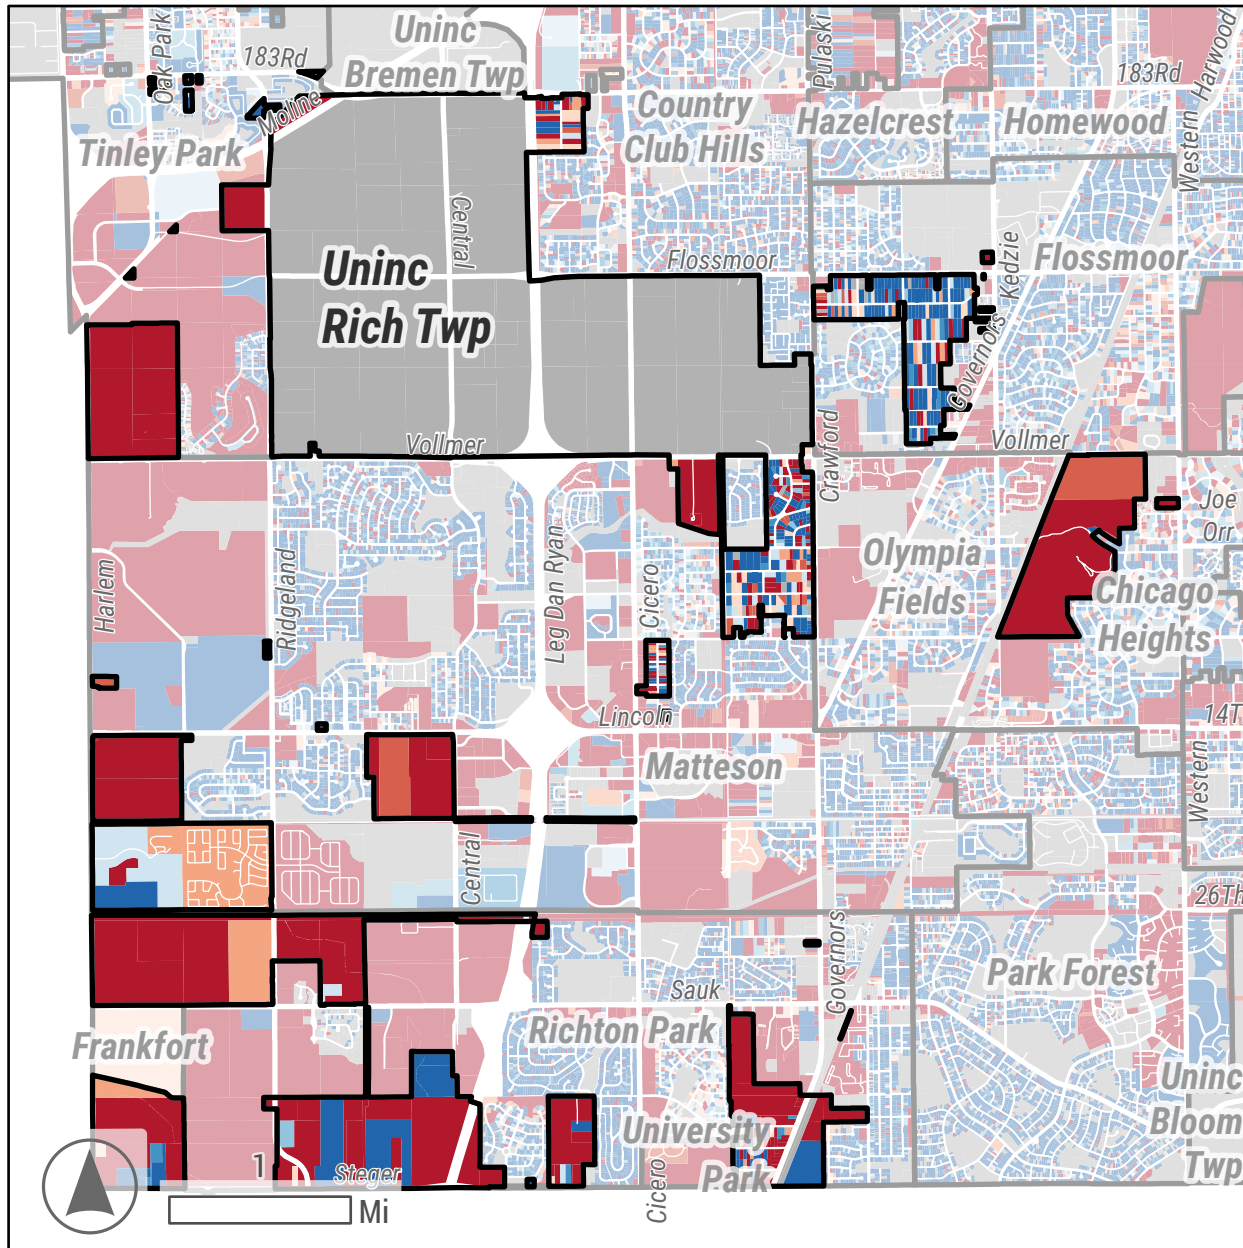 Uninc
Bremen Twp
Oak Park
183Rd
Moline
Tinley Park
Country
Club Hills
Pulaski
Hazelcrest
Homewood
183Rd
Harwood
Western
Central
Uninc
Rich Twp
Flossmoor
Kedzie
Flossmoor
Governors
Vollmer
Vollmer
Crawford
Harlem
Ridgeland
Leg Dan Ryan
Cicero
Olympia
Fields
Joe
Orr
Chicago
Heights
Lincoln
14T
Matteson
Western
Central
26Th
Governors
Sauk
Park Forest
Frankfort
Richton Park
Uninc
Bloom
Twp
University
Park
Steger
Cicero
1
Mi